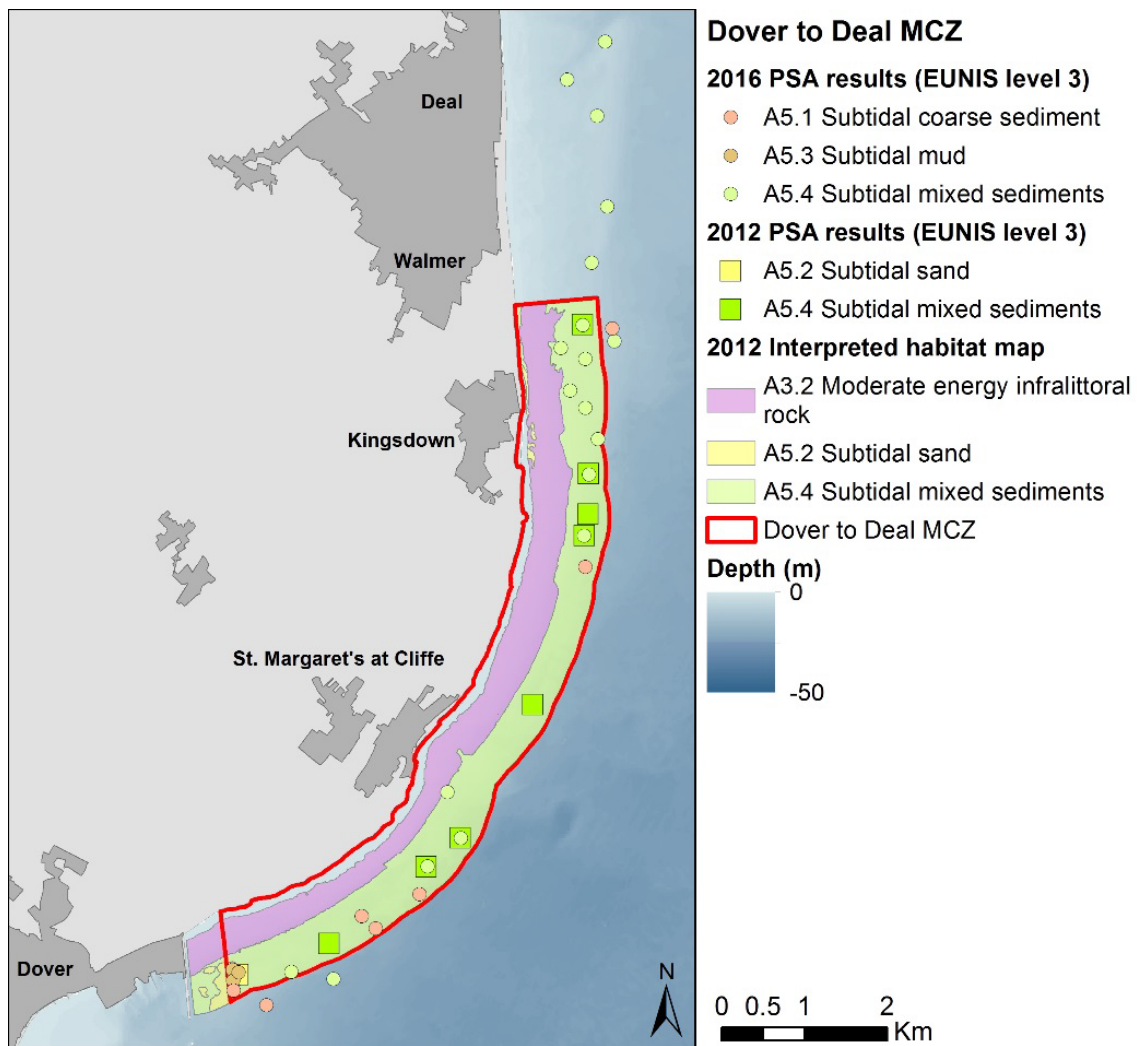 Deal
Walmer
Kingsdown
St. Margaret's at Cliffe
Dover
N
Dover to Deal MCZ
2016 PSA results (EUNIS level 3)
A5.1 Subtidal coarse sediment
A5.3 Subtidal mud
A5.4 Subtidal mixed sediments
2012 PSA results (EUNIS level 3)
A5.2 Subtidal sand
A5.4 Subtidal mixed sediments
2012 Interpreted habitat map
A3.2 Moderate energy infralittoral
rock
A5.2 Subtidal sand
A5.4 Subtidal mixed sediments
Dover to Deal MCZ
Depth (m)
0
-50
0 0.5 1 2
Km